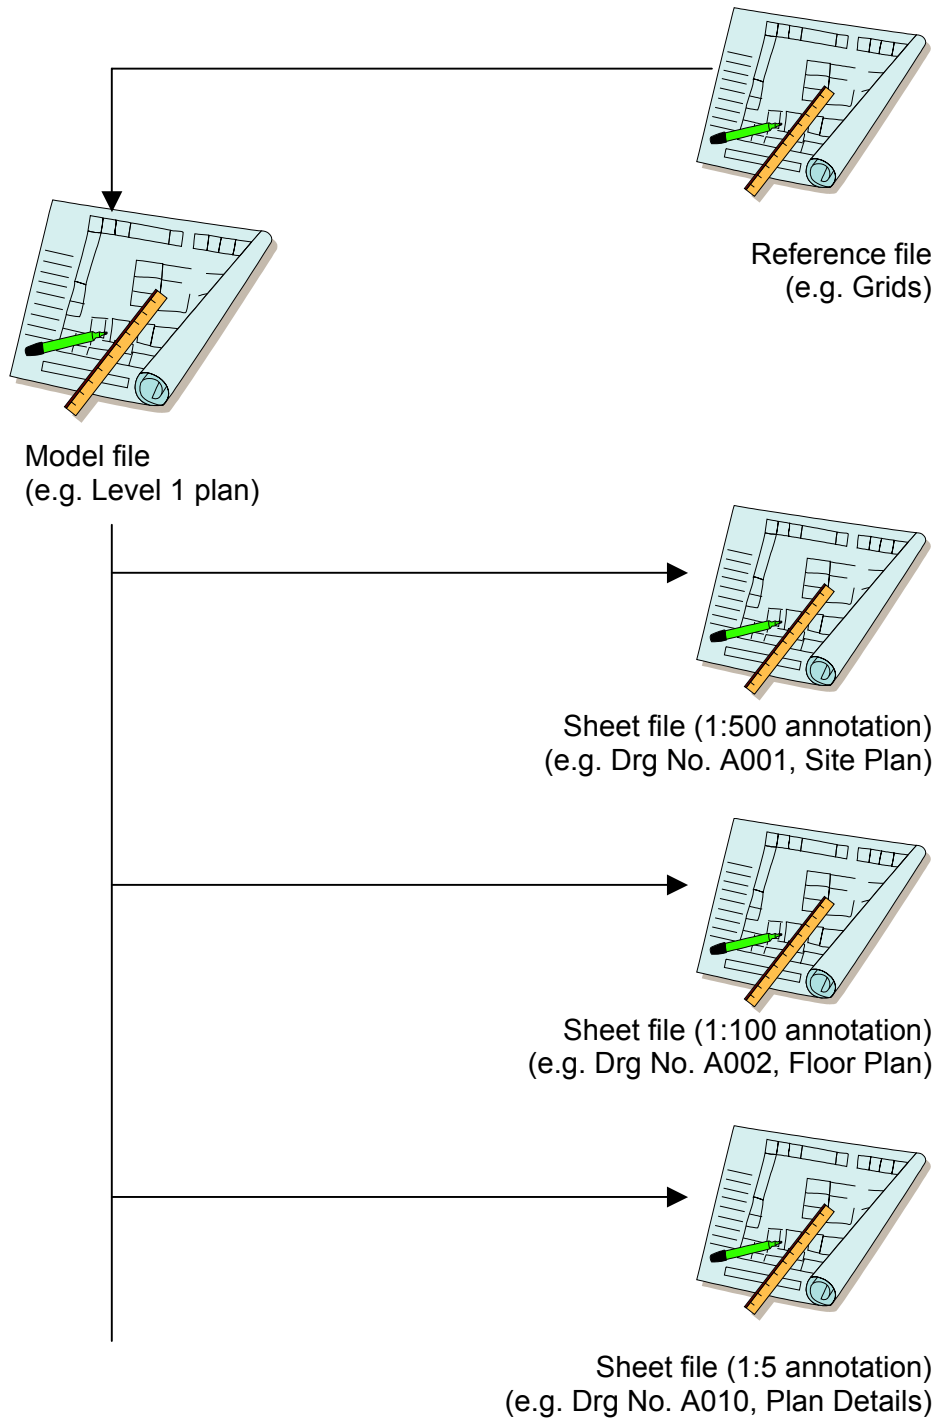 Reference file
(e.g. Grids)
Model file
(e.g. Level 1 plan)
Sheet file (1:500 annotation)
(e.g. Drg No. A001, Site Plan)
Sheet file (1:100 annotation)
(e.g. Drg No. A002, Floor Plan)
Sheet file (1:5 annotation)
(e.g. Drg No. A010, Plan Details)